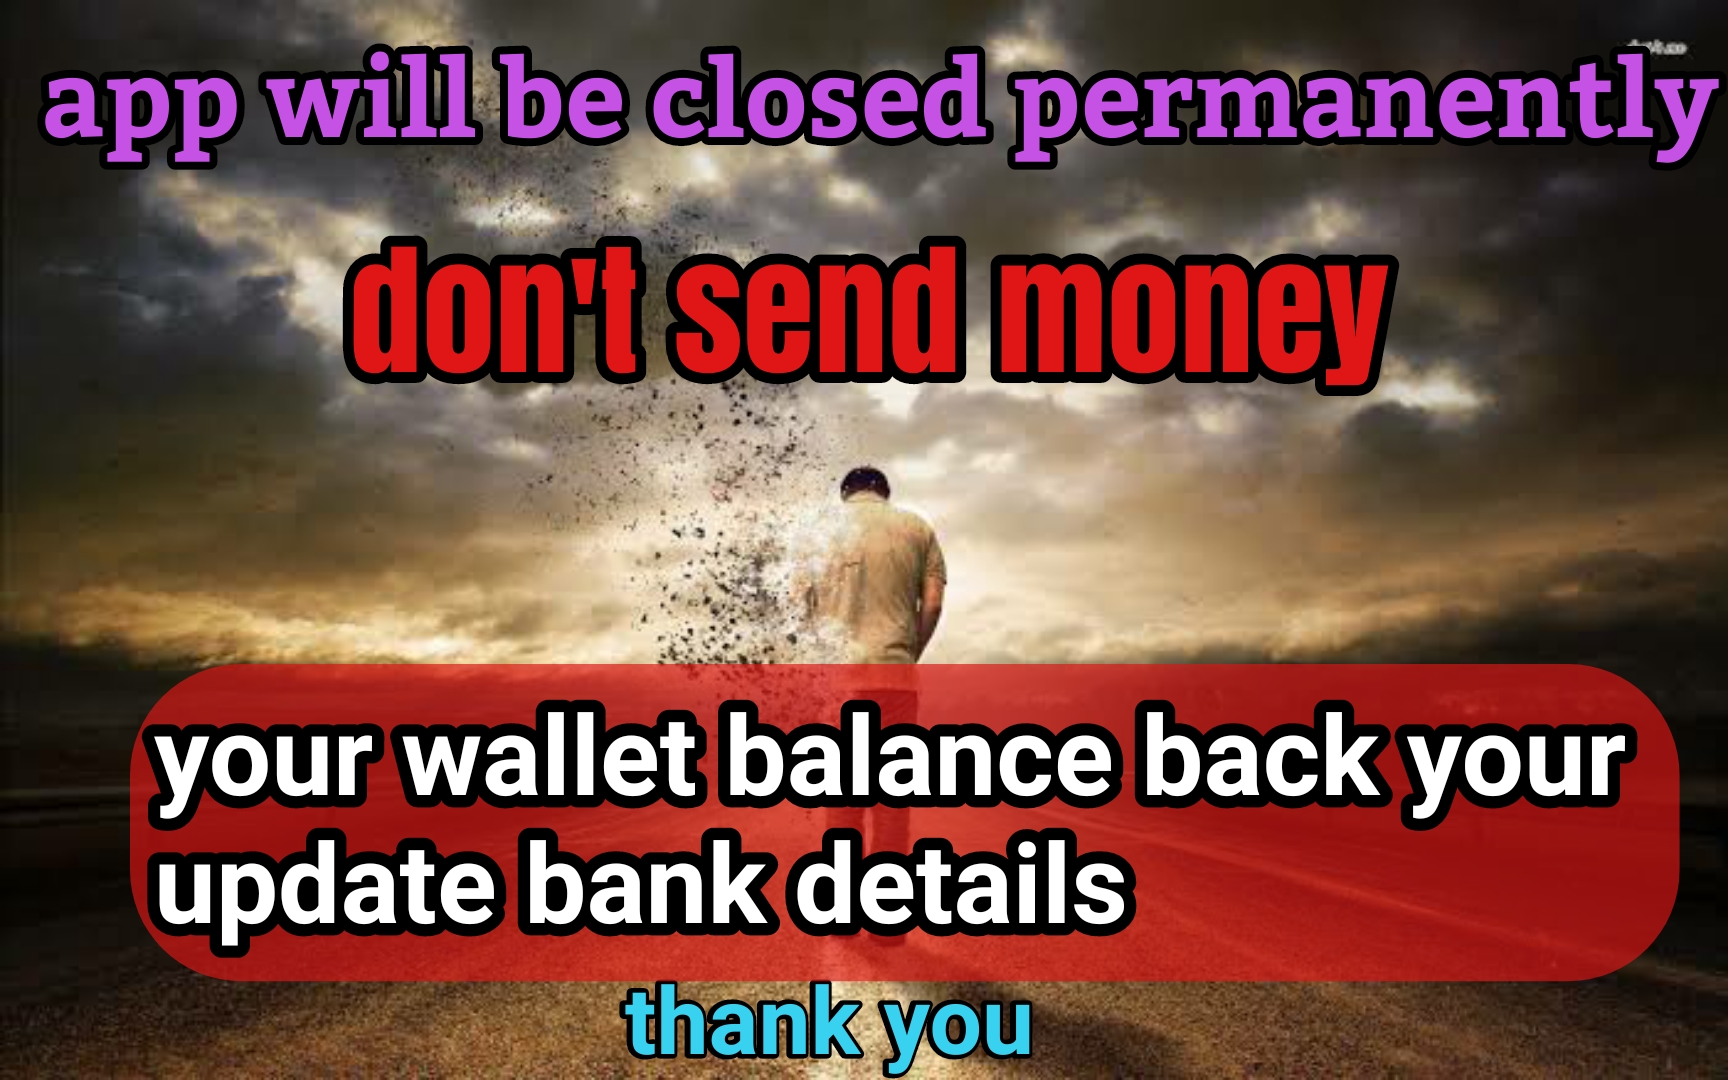 app will be closed permanently
don't send money
your wallet balance back your
update bank details
thank you